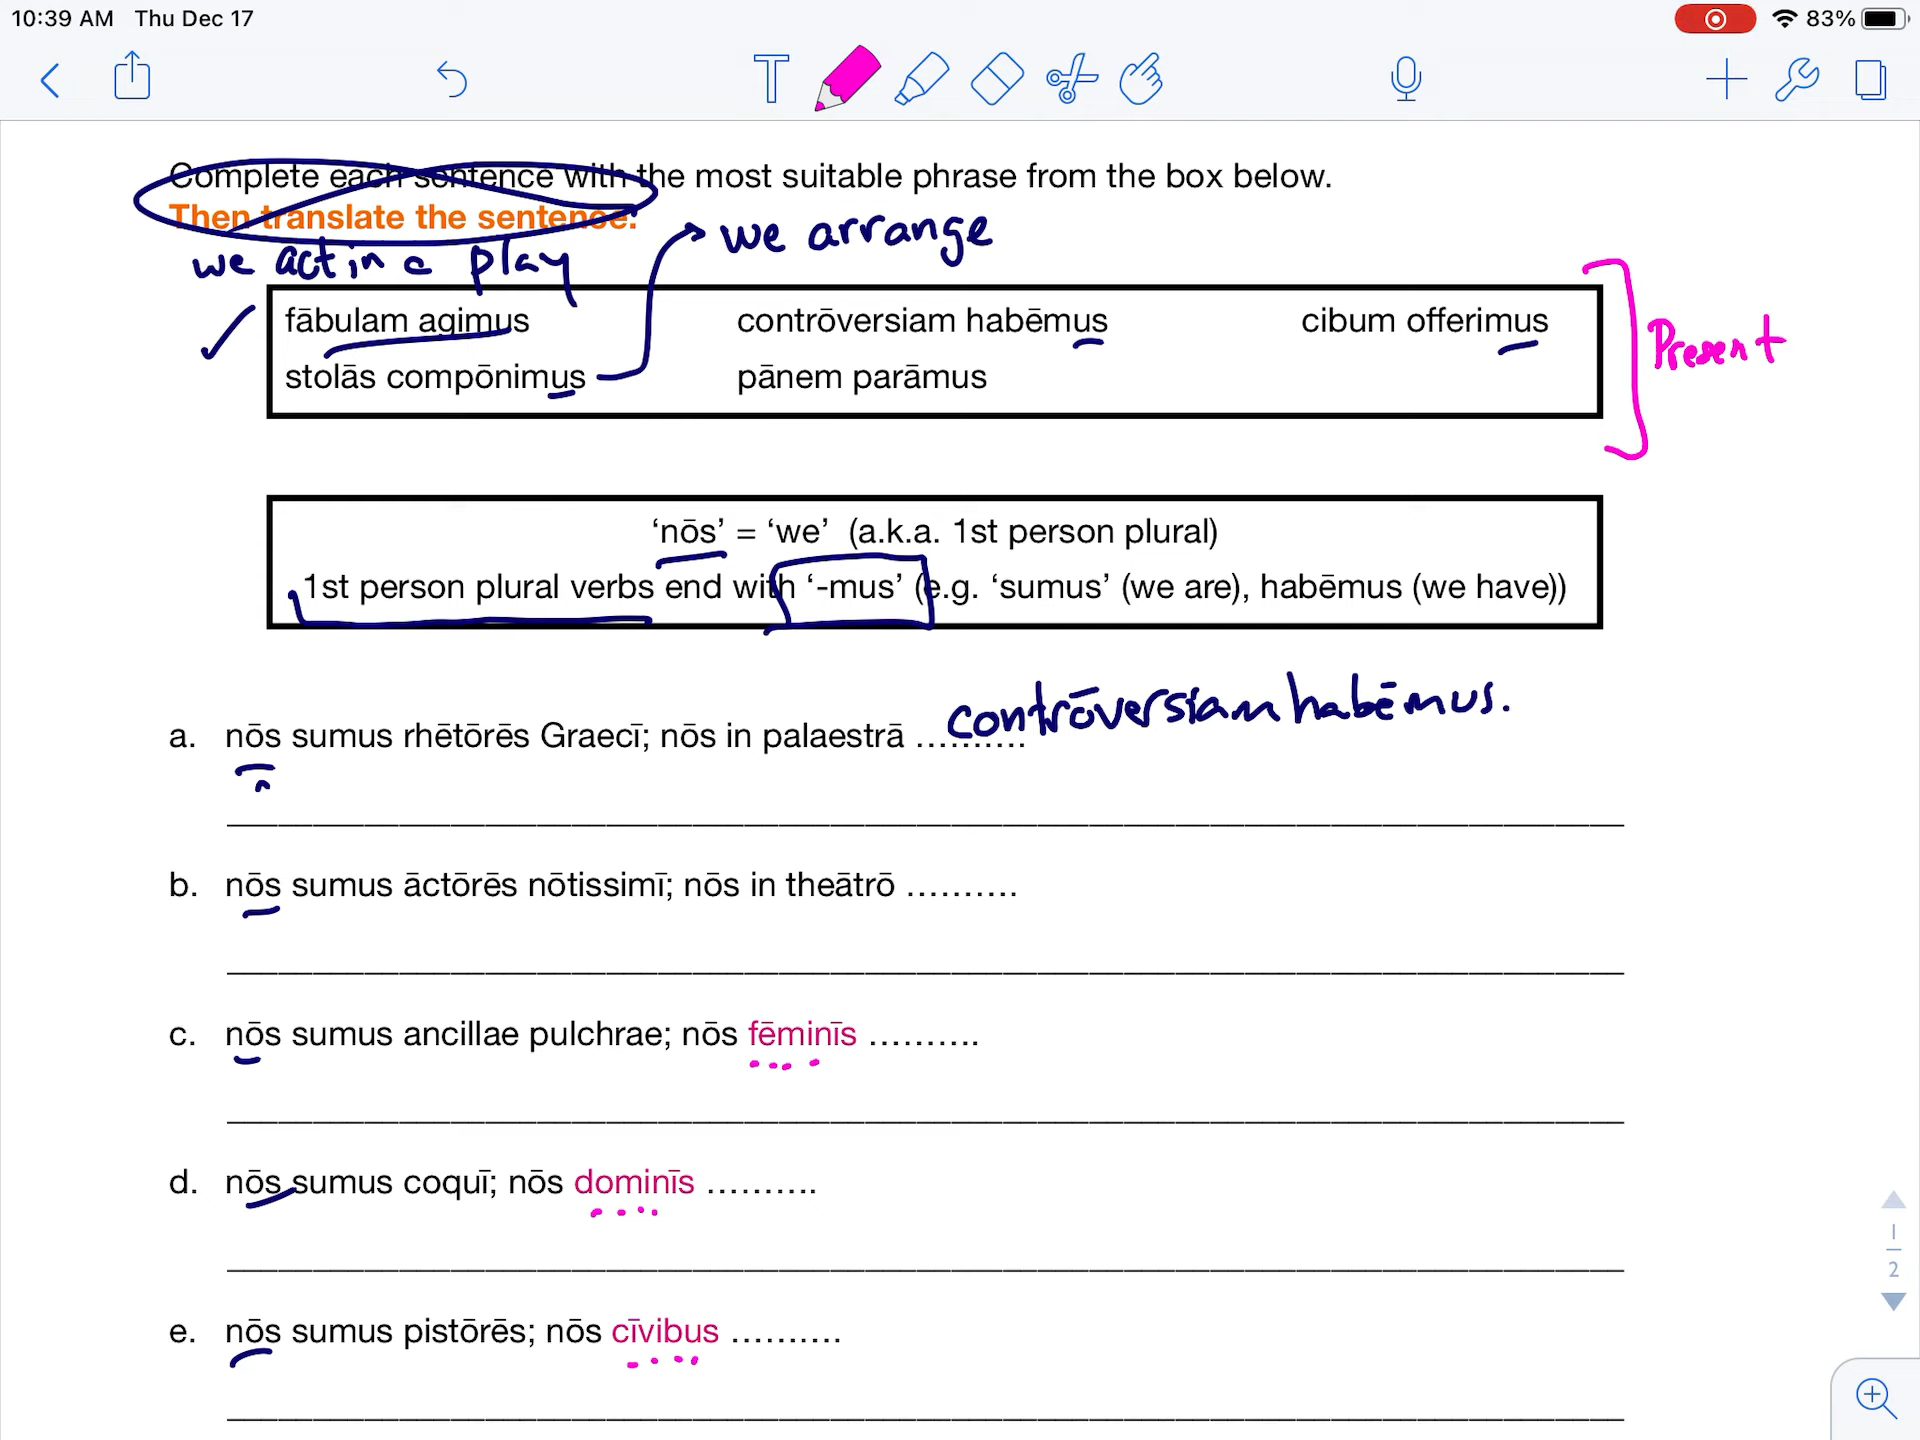 10:39 AM Thu Dec 17
83%
Complete each sentence with the most suitable phrase from the box below.
Then translate the sentence.
we arrange
we act in a play
fābulam agimus contrōversiam habēmus cibum offerimus
stolās compōnimus pānem parāmus
Present
‘nōs’ = ‘we’ (a.k.a. 1st person plural)
1st person plural verbs end with ‘-mus’ (e.g. ‘sumus’ (we are), habēmus (we have))
contrōversiam habēmus.
a. nōs sumus rhētōrēs Graecī; nōs in palaestrā ..........
b. nōs sumus āctōrēs nōtissimī; nōs in theātrō ..........
c. nōs sumus ancillae pulchrae; nōs fēminīs ..........
d. nōs sumus coquī; nōs dominīs ..........
e. nōs sumus pistōrēs; nōs cīvibus ..........
1
2